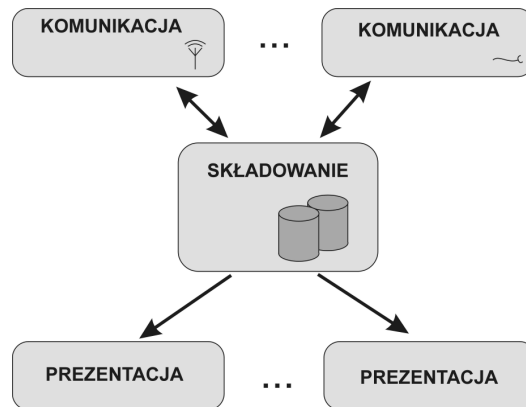 KOMUNIKACJA ... KOMUNIKACJA
SKŁADOWANIE
PREZENTACJA ... PREZENTACJA